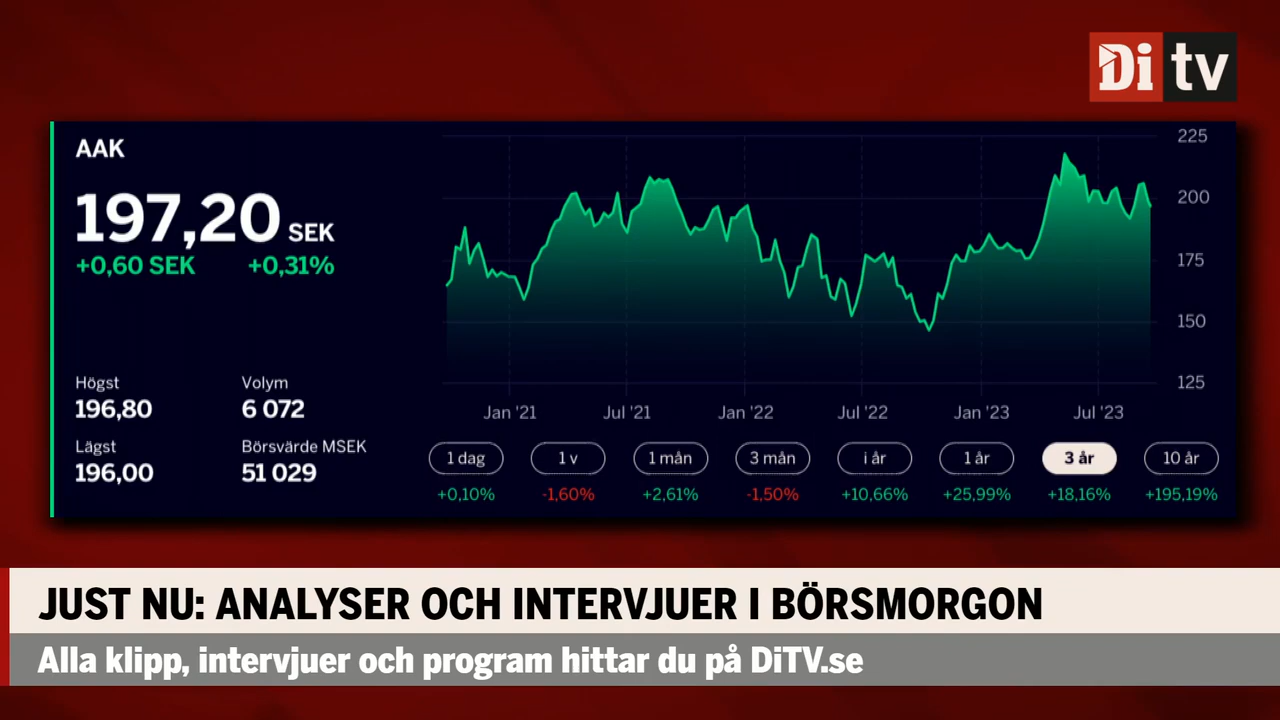 Di tv
AAK
197,20 SEK
+0,60 SEK +0,31%
Högst Volym
196,80 6 072
Lägst Börsvärde MSEK
196,00 51 029
225
200
175
150
125
Jan '21 Jul '21 Jan '22 Jul '22 Jan '23 Jul '23
1 dag 1 v 1 mån 3 mån i år 1 år 3 år 10 år
+0,10% -1,60% +2,61% -1,50% +10,66% +25,99% +18,16% +195,19%
JUST NU: ANALYSER OCH INTERVJUER I BÖRSMORGON
Alla klipp, intervjuer och program hittar du på DiTV.se